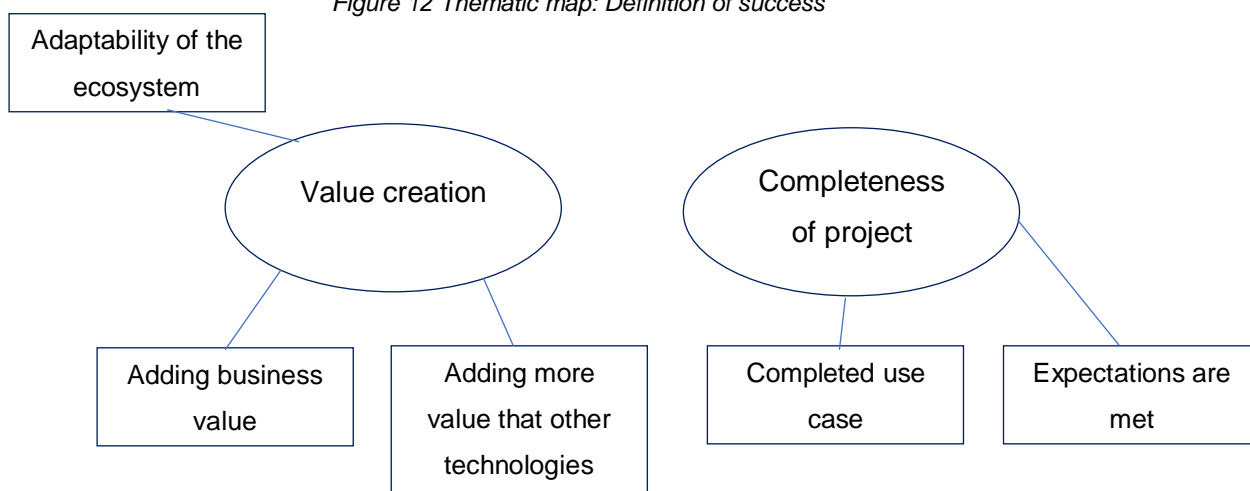 Figure 12 Thematic map: Definition of success
Adaptability of the
ecosystem
Value creation
Completeness
of project
Adding business
value
Adding more
value that other
technologies
Completed use
case
Expectations are
met